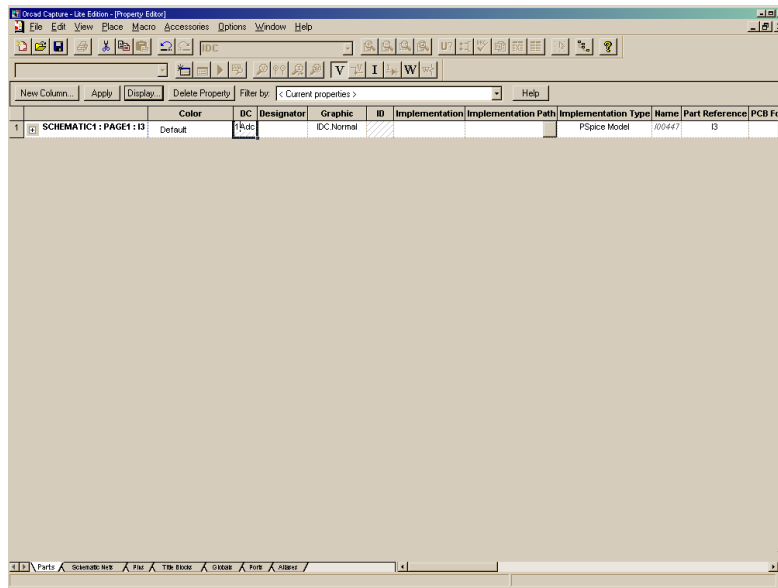 Orcad Capture - Lite Edition - [Property Editor]
File Edit View Place Macro Accessories Options Window Help
IDC
V I W
New Column... Apply Display... Delete Property Filter by: < Current properties > Help
Color DC Designator Graphic ID Implementation Implementation Path Implementation Type Name Part Reference PCB Fo
1 SCHEMATIC1 : PAGE1 : I3 Default 1Adc IDC.Normal PSpice Model I00447 I3
Parts Schematic Nets Pins Title Blocks Globals Ports Aliases